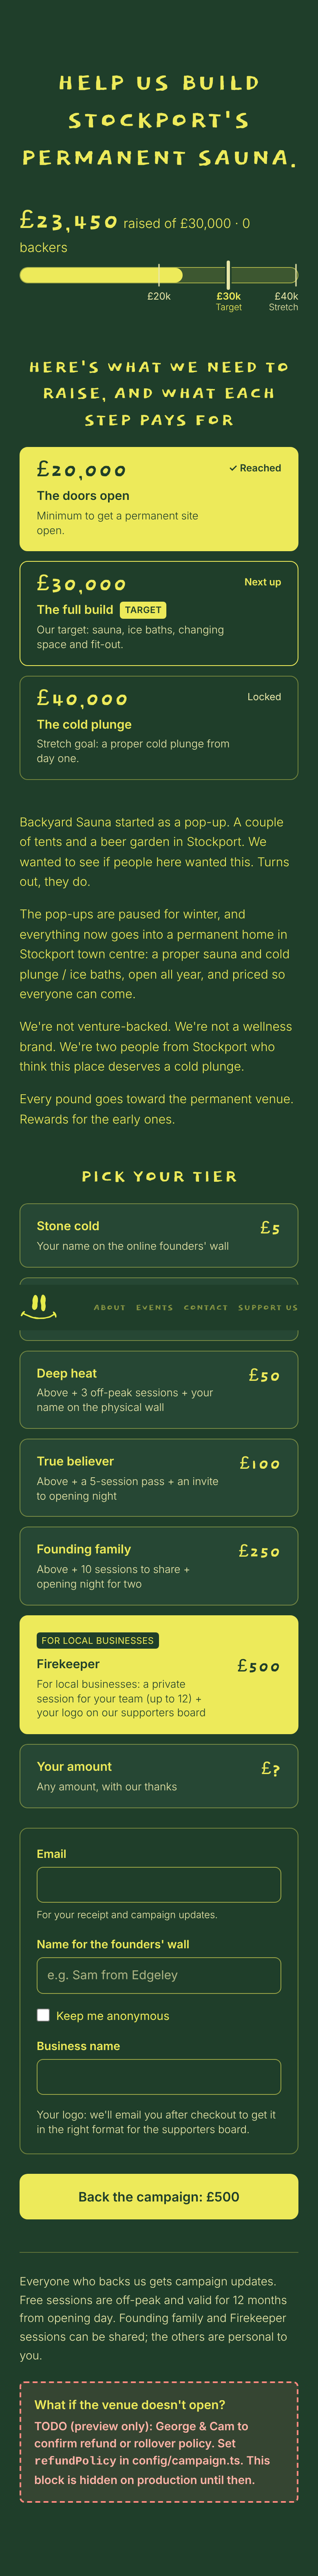 HELP US BUILD
STOCKPORT'S
PERMANENT SAUNA.
£23,450 raised of £30,000 · 0
backers
£20k £30k £40k
Target Stretch
HERE'S WHAT WE NEED TO
RAISE, AND WHAT EACH
STEP PAYS FOR
£20,000 ✓ Reached
The doors open
Minimum to get a permanent site
open.
£30,000 Next up
The full build TARGET
Our target: sauna, ice baths, changing
space and fit-out.
£40,000 Locked
The cold plunge
Stretch goal: a proper cold plunge from
day one.
Backyard Sauna started as a pop-up. A couple
of tents and a beer garden in Stockport. We
wanted to see if people here wanted this. Turns
out, they do.
The pop-ups are paused for winter, and
everything now goes into a permanent home in
Stockport town centre: a proper sauna and cold
plunge / ice baths, open all year, and priced so
everyone can come.
We're not venture-backed. We're not a wellness
brand. We're two people from Stockport who
think this place deserves a cold plunge.
Every pound goes toward the permanent venue.
Rewards for the early ones.
PICK YOUR TIER
Stone cold £5
Your name on the online founders' wall
ABOUT EVENTS CONTACT SUPPORT US
Deep heat £50
Above + 3 off-peak sessions + your
name on the physical wall
True believer £100
Above + a 5-session pass + an invite
to opening night
Founding family £250
Above + 10 sessions to share +
opening night for two
FOR LOCAL BUSINESSES
Firekeeper £500
For local businesses: a private
session for your team (up to 12) +
your logo on our supporters board
Your amount £?
Any amount, with our thanks
Email
For your receipt and campaign updates.
Name for the founders' wall
e.g. Sam from Edgeley
Keep me anonymous
Business name
Your logo: we'll email you after checkout to get it
in the right format for the supporters board.
Back the campaign: £500
Everyone who backs us gets campaign updates.
Free sessions are off-peak and valid for 12 months
from opening day. Founding family and Firekeeper
sessions can be shared; the others are personal to
you.
What if the venue doesn't open?
TODO (preview only): George & Cam to
confirm refund or rollover policy. Set
refundPolicy in config/campaign.ts. This
block is hidden on production until then.